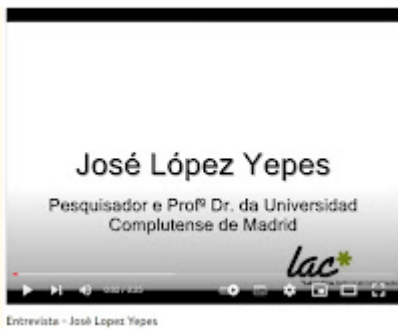 José López Yepes
Pesquisador e Profº Dr. da Universidad
Complutense de Madrid
lac*
Entrevista - José Lopez Yepes